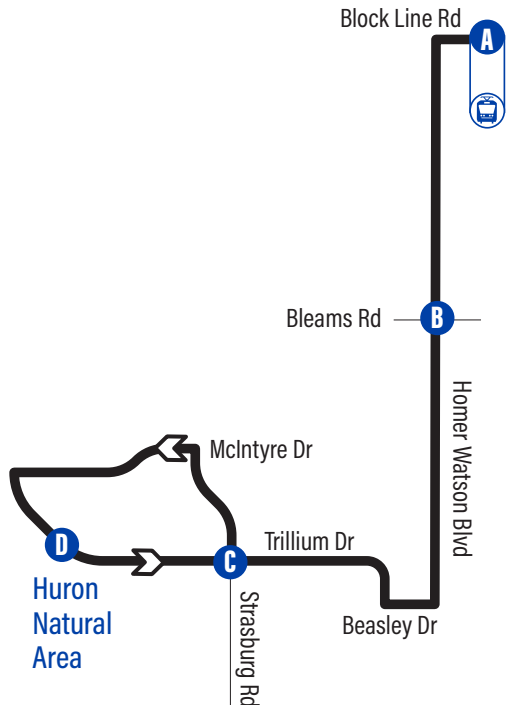 Block Line Rd
A
Bleams Rd
B
Homer Watson Blvd
McIntyre Dr
D
C
Trillium Dr
Huron
Natural
Area
Strasburg Rd
Beasley Dr